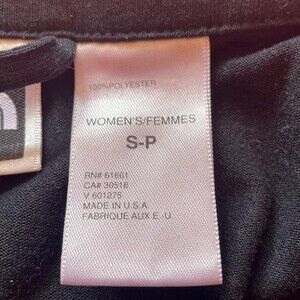 100% POLYESTER
WOMEN'S/FEMMES
S-P
RN# 61661
CA# 30516
V 601275
MADE IN U.S.A.
FABRIQUE AUX E.-U.